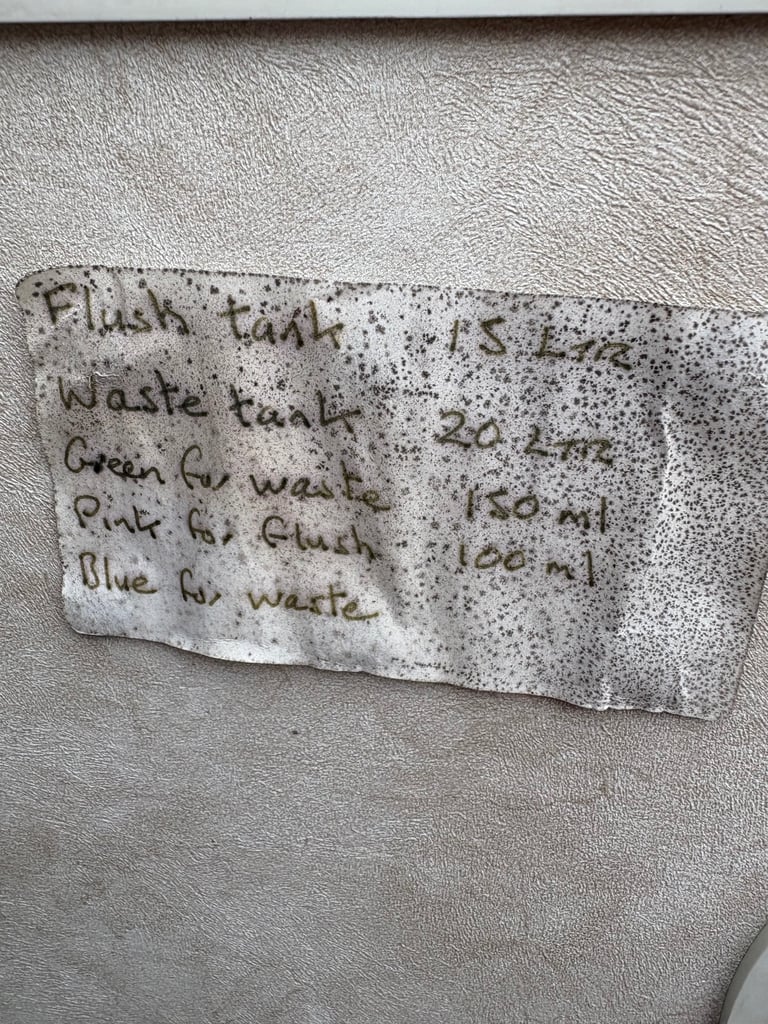 Flush tank 15 LTR
Waste tank 20 LTR
Green for waste 150 ml
Pink for flush 100 ml
Blue for waste